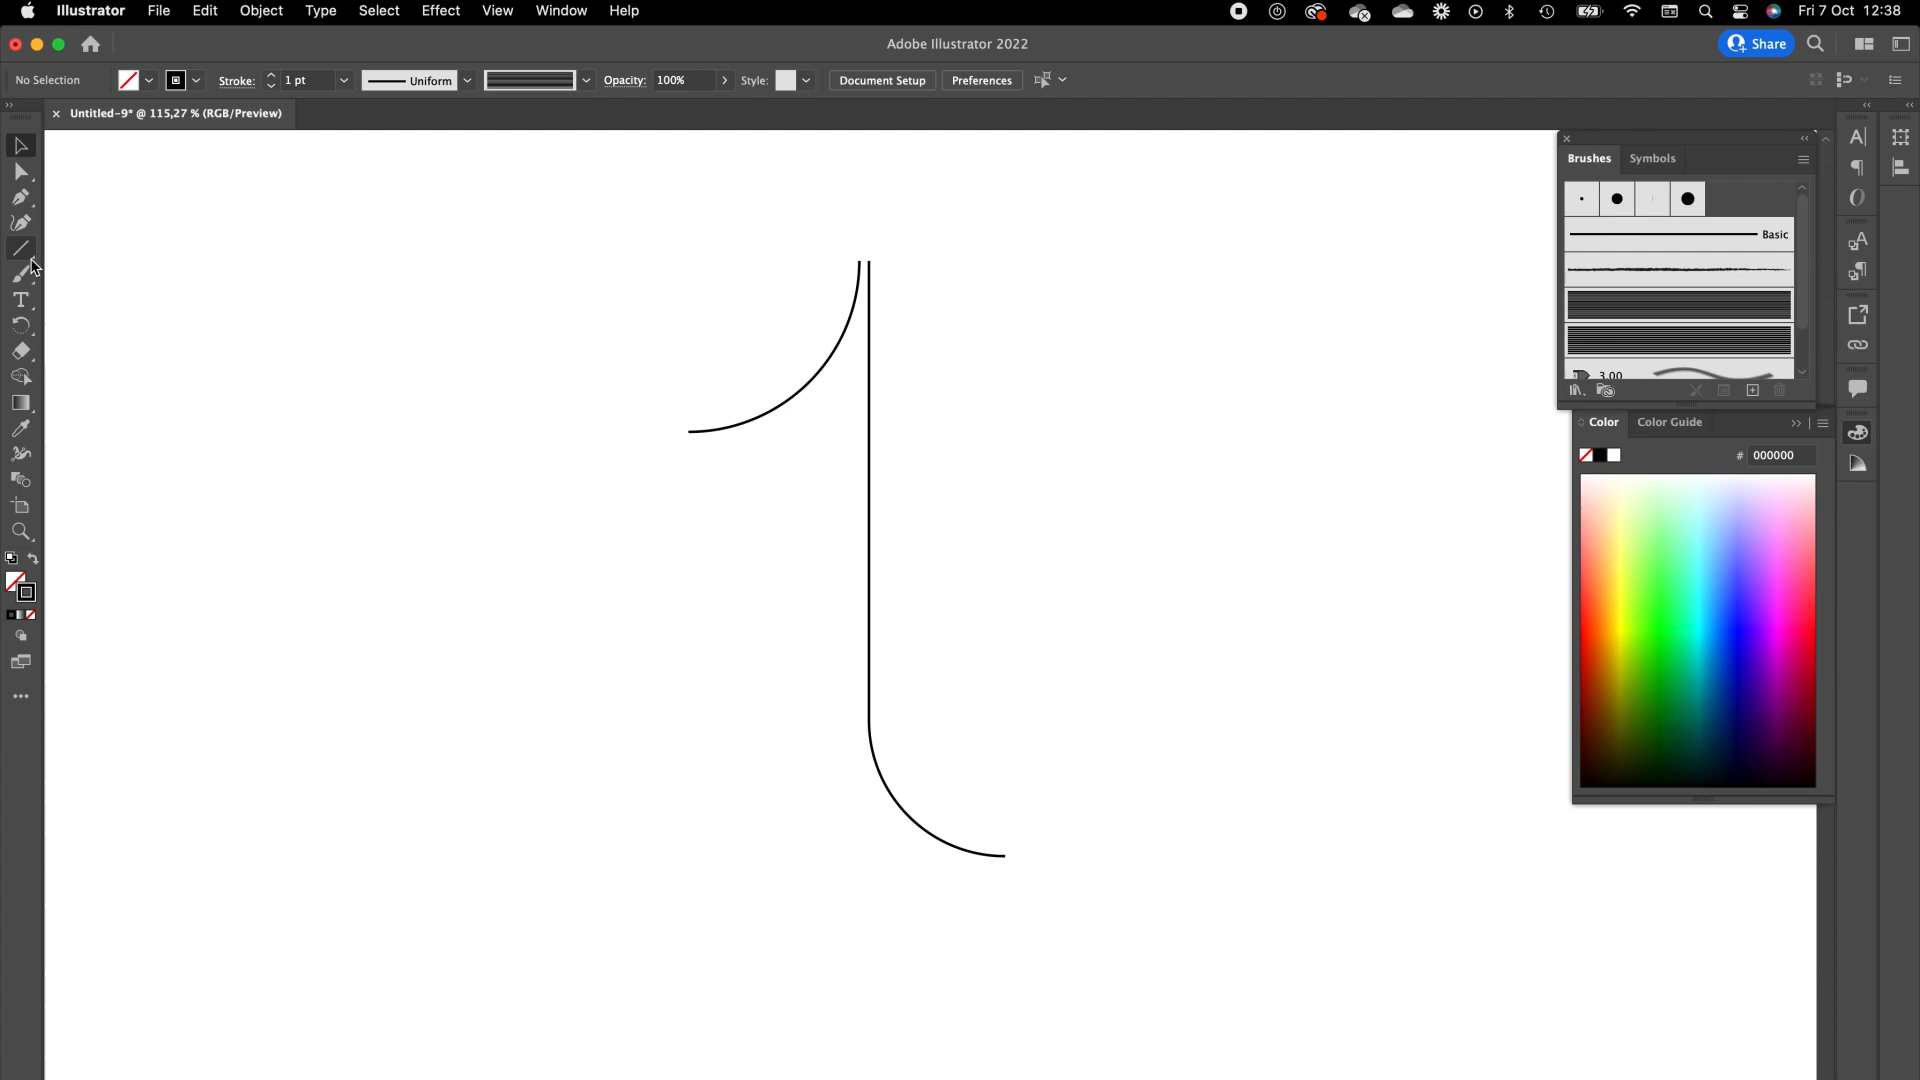 Illustrator File Edit Object Type Select Effect View Window Help Fri 7 Oct 12:38
Adobe Illustrator 2022 Share
No Selection Stroke: 1 pt Uniform Opacity: 100% Style: Document Setup Preferences
× Untitled-9* @ 115,27 % (RGB/Preview)
Brushes Symbols
Basic
3.00
Color Color Guide
# 000000